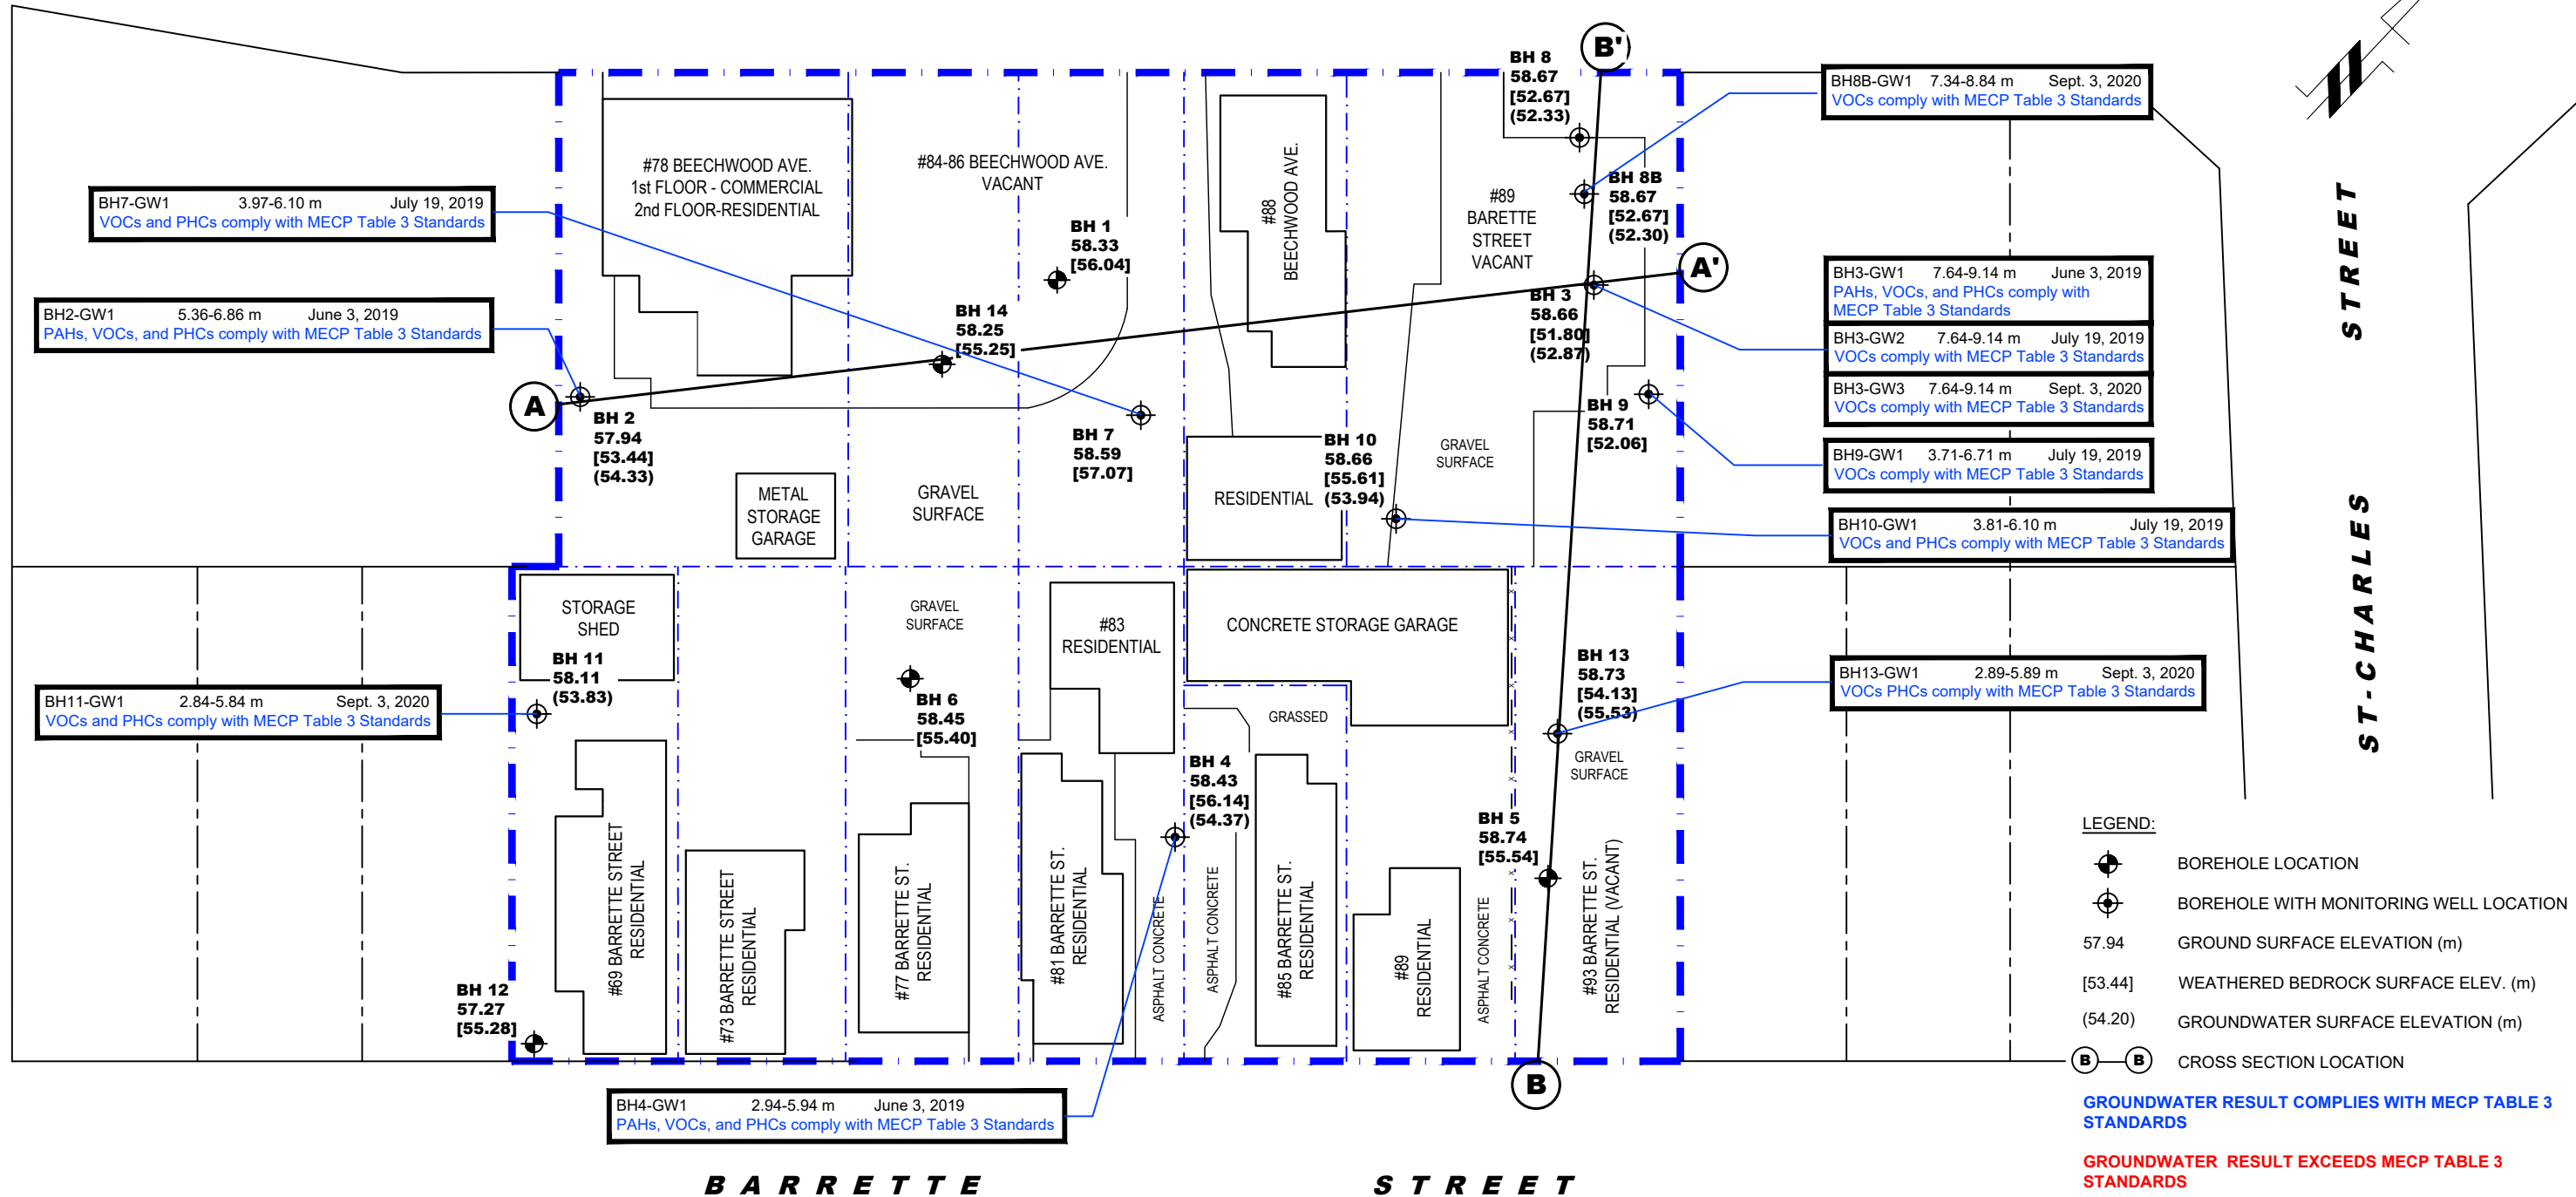 B'
BH 8
58.67
[52.67]
(52.33)
BH8B-GW1 7.34-8.84 m Sept. 3, 2020
VOCs comply with MECP Table 3 Standards
#78 BEECHWOOD AVE.
1st FLOOR - COMMERCIAL
2nd FLOOR-RESIDENTIAL
#84-86 BEECHWOOD AVE.
VACANT
#88
BEECHWOOD AVE.
#89
BARETTE
STREET
VACANT
BH 8B
58.67
[52.67]
(52.30)
BH7-GW1 3.97-6.10 m July 19, 2019
VOCs and PHCs comply with MECP Table 3 Standards
BH 1
58.33
[56.04]
A'
BH3-GW1 7.64-9.14 m June 3, 2019
PAHs, VOCs, and PHCs comply with
MECP Table 3 Standards
BH3-GW2 7.64-9.14 m July 19, 2019
VOCs comply with MECP Table 3 Standards
BH3-GW3 7.64-9.14 m Sept. 3, 2020
VOCs comply with MECP Table 3 Standards
BH2-GW1 5.36-6.86 m June 3, 2019
PAHs, VOCs, and PHCs comply with MECP Table 3 Standards
BH 14
58.25
[55.25]
BH 3
58.66
[51.80]
(52.87)
A
BH 2
57.94
[53.44]
(54.33)
BH 7
58.59
[57.07]
BH 9
58.71
[52.06]
BH9-GW1 3.71-6.71 m July 19, 2019
VOCs comply with MECP Table 3 Standards
BH 10
58.66
[55.61]
(53.94)
GRAVEL
SURFACE
METAL
STORAGE
GARAGE
GRAVEL
SURFACE
RESIDENTIAL
BH10-GW1 3.81-6.10 m July 19, 2019
VOCs and PHCs comply with MECP Table 3 Standards
STORAGE
SHED
GRAVEL
SURFACE
#83
RESIDENTIAL
CONCRETE STORAGE GARAGE
BH 11
58.11
(53.83)
BH 13
58.73
[54.13]
(55.53)
BH13-GW1 2.89-5.89 m Sept. 3, 2020
VOCs PHCs comply with MECP Table 3 Standards
BH11-GW1 2.84-5.84 m Sept. 3, 2020
VOCs and PHCs comply with MECP Table 3 Standards
BH 6
58.45
[55.40]
GRASSED
GRAVEL
SURFACE
BH 4
58.43
[56.14]
(54.37)
BH 5
58.74
[55.54]
#69 BARRETTE STREET
RESIDENTIAL
#73 BARRETTE STREET
RESIDENTIAL
#77 BARRETTE ST.
RESIDENTIAL
#81 BARRETTE ST.
RESIDENTIAL
ASPHALT CONCRETE
ASPHALT CONCRETE
#85 BARRETTE ST.
RESIDENTIAL
#89
RESIDENTIAL
ASPHALT CONCRETE
#93 BARRETTE ST.
RESIDENTIAL (VACANT)
BH 12
57.27
[55.28]
B
BH4-GW1 2.94-5.94 m June 3, 2019
PAHs, VOCs, and PHCs comply with MECP Table 3 Standards
BARRETTE STREET
ST-CHARLES STREET
LEGEND:
BOREHOLE LOCATION
BOREHOLE WITH MONITORING WELL LOCATION
57.94 GROUND SURFACE ELEVATION (m)
[53.44] WEATHERED BEDROCK SURFACE ELEV. (m)
(54.20) GROUNDWATER SURFACE ELEVATION (m)
B B CROSS SECTION LOCATION
GROUNDWATER RESULT COMPLIES WITH MECP TABLE 3
STANDARDS
GROUNDWATER RESULT EXCEEDS MECP TABLE 3
STANDARDS